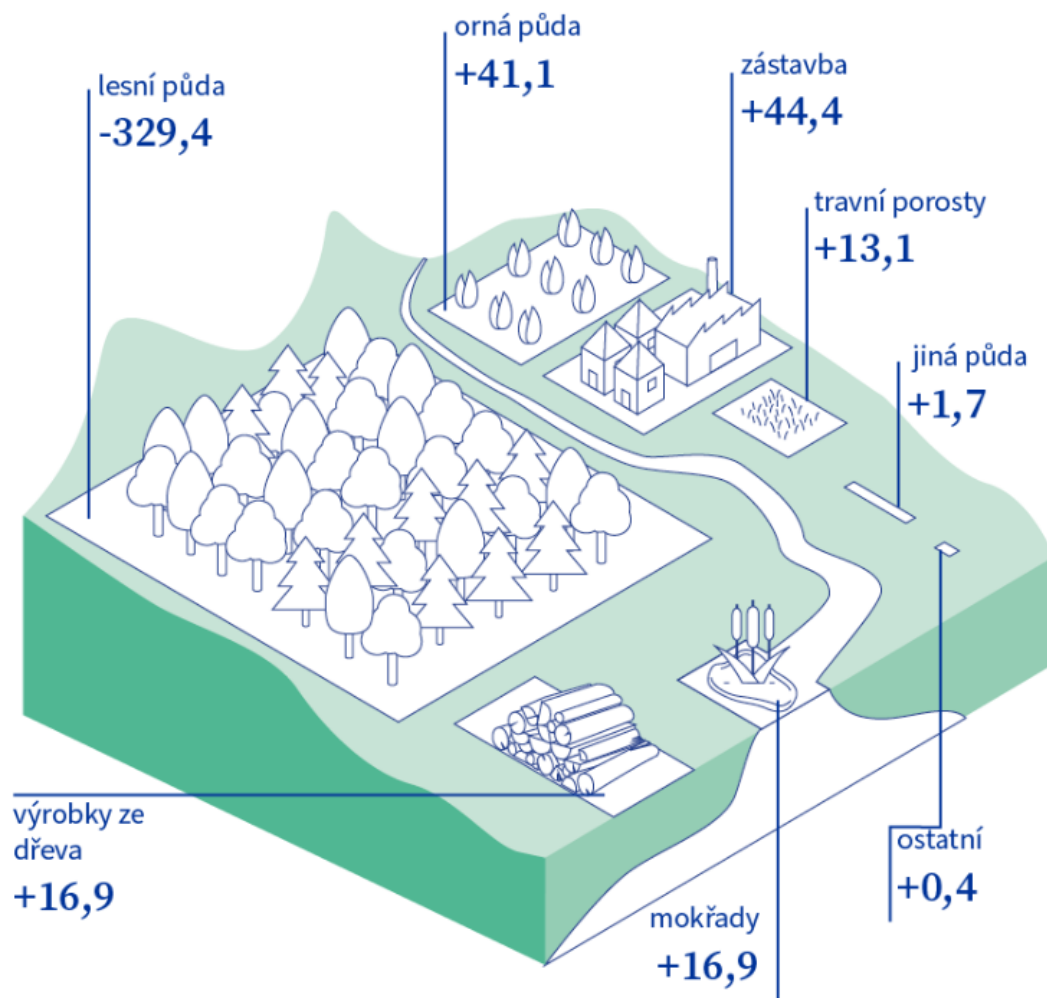 orná půda
+41,1
zástavba
+44,4
lesní půda
-329,4
travní porosty
+13,1
jiná půda
+1,7
výrobky ze
dřeva
+16,9
ostatní
+0,4
mokřady
+16,9